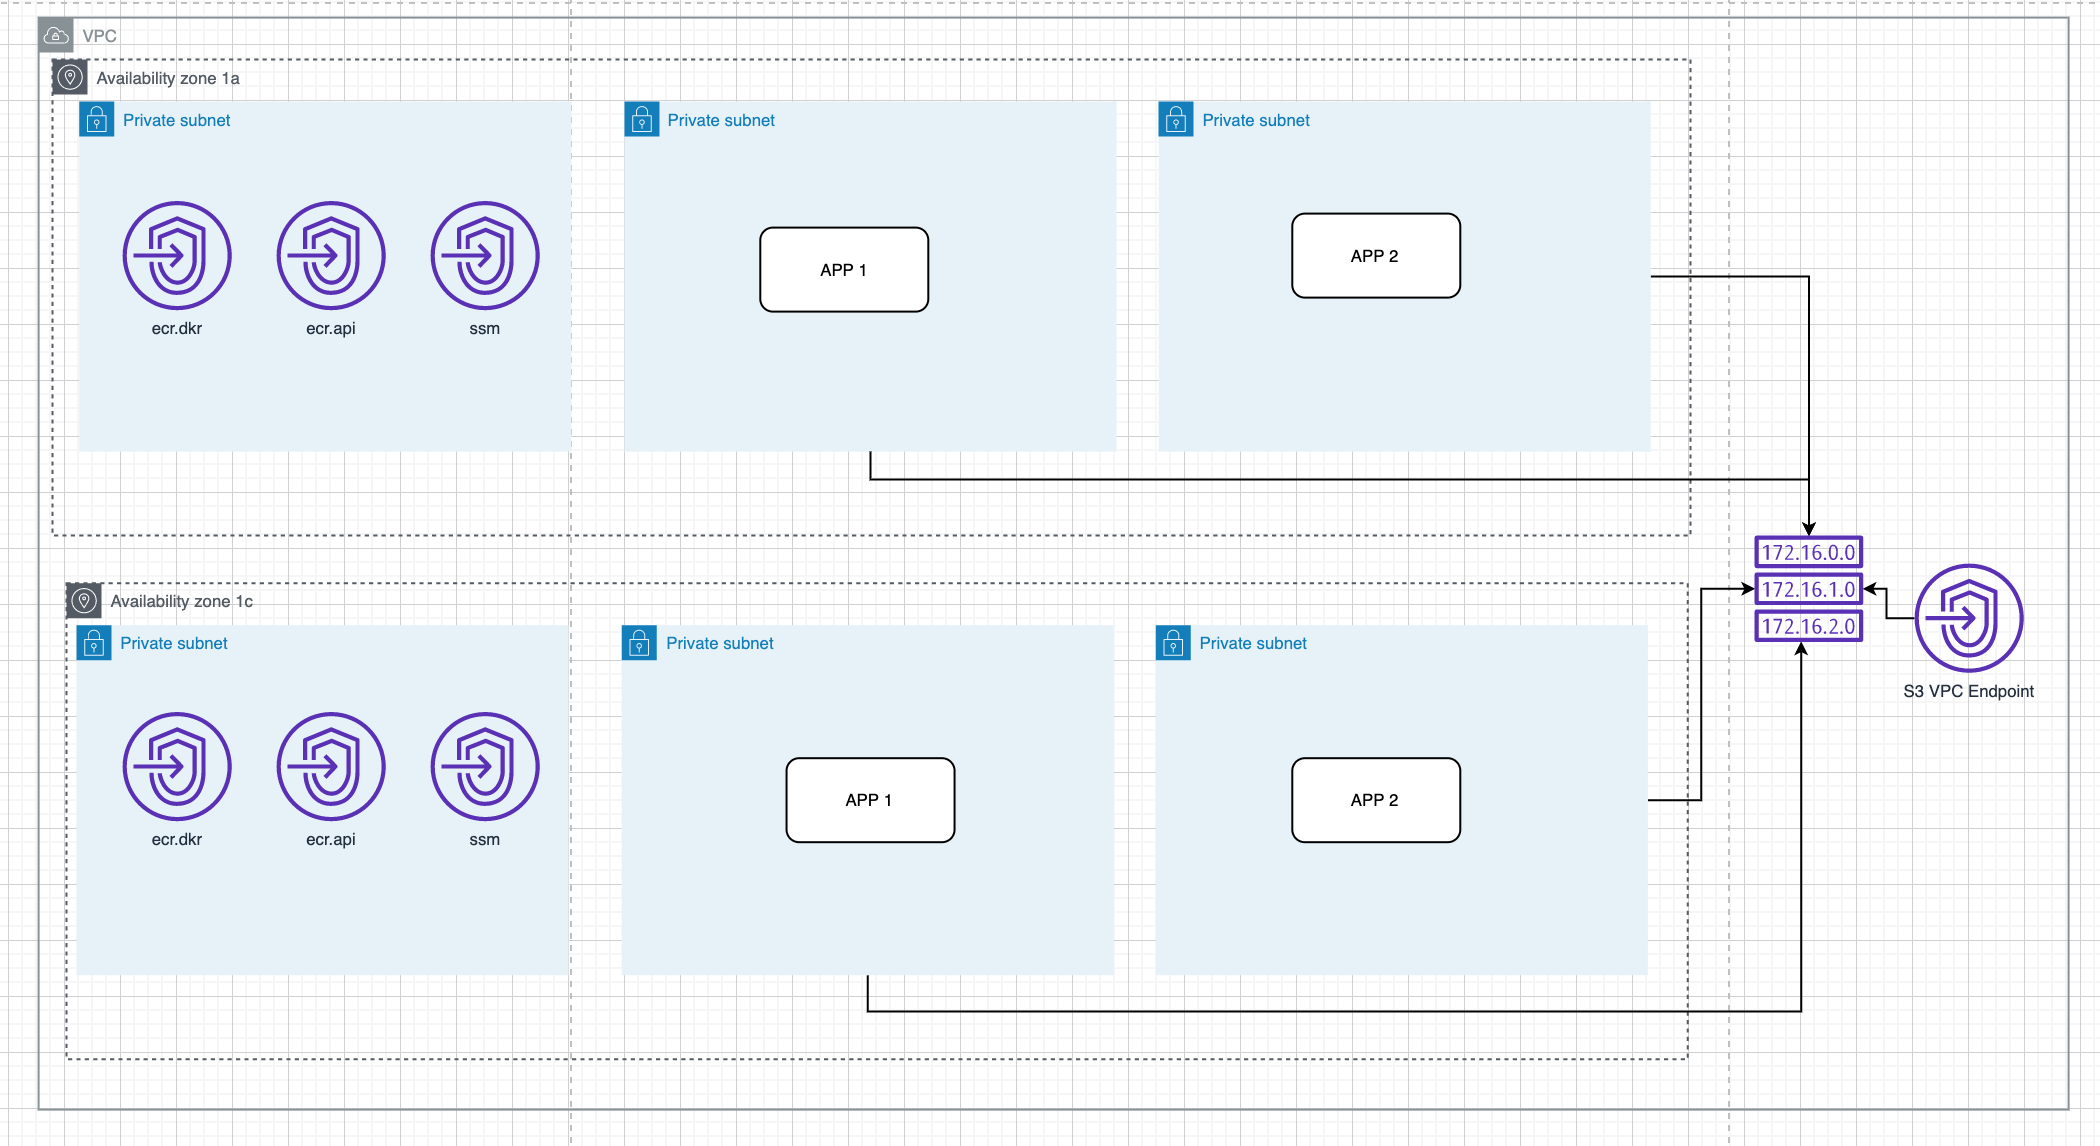 VPC
Availability zone 1a
Private subnet
Private subnet
Private subnet
ecr.dkr
ecr.api
ssm
APP 1
APP 2
172.16.0.0
172.16.1.0
172.16.2.0
S3 VPC Endpoint
Availability zone 1c
Private subnet
Private subnet
Private subnet
ecr.dkr
ecr.api
ssm
APP 1
APP 2